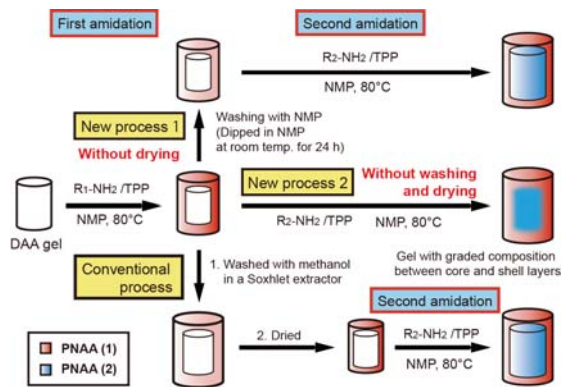 First amidation
Second amidation
R2-NH2 /TPP
NMP, 80°C
New process 1
Washing with NMP
(Dipped in NMP
at room temp. for 24 h)
Without drying
New process 2
Without washing
and drying
R1-NH2 /TPP
NMP, 80°C
DAA gel
R2-NH2 /TPP
NMP, 80°C
Conventional
process
1. Washed with methanol
in a Soxhlet extractor
Gel with graded composition
between core and shell layers
Second amidation
2. Dried
R2-NH2 /TPP
NMP, 80°C
PNAA (1)
PNAA (2)